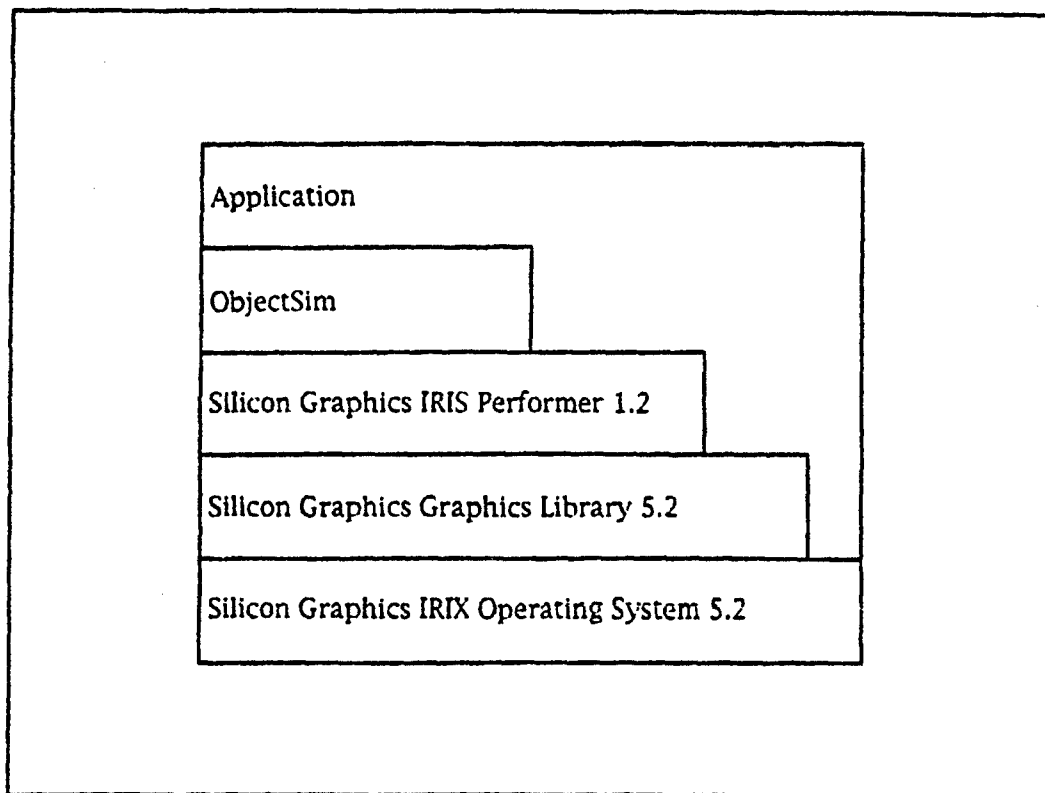 Application
ObjectSim
Silicon Graphics IRIS Performer 1.2
Silicon Graphics Graphics Library 5.2
Silicon Graphics IRIX Operating System 5.2